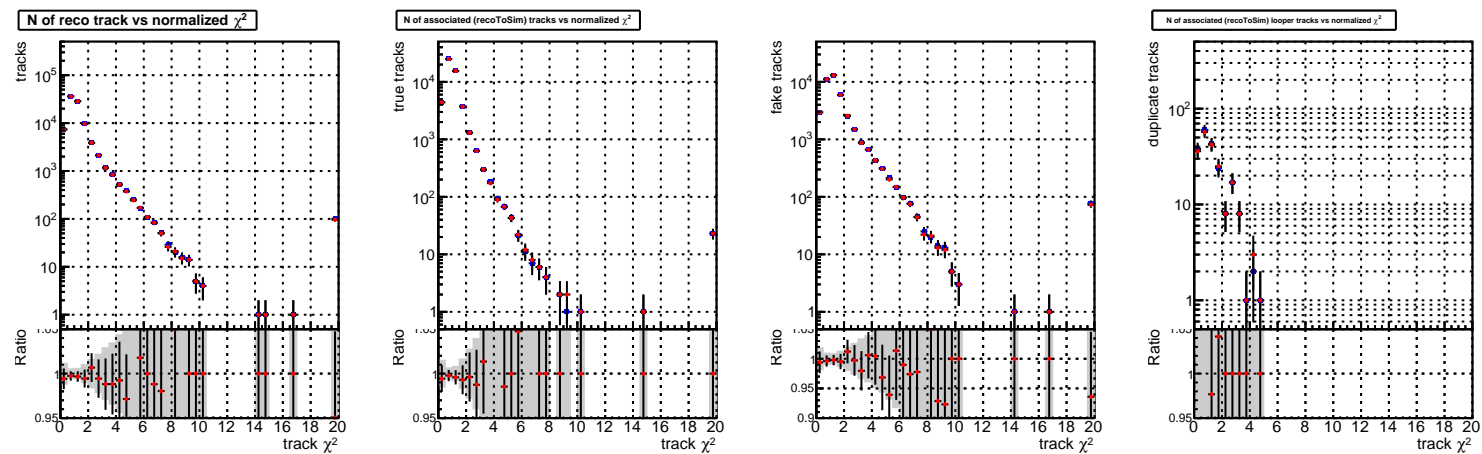 N of reco track vs normalized χ²
tracks
10⁵
10⁴
10³
10²
10
1
Ratio
1
0.95
0 2 4 6 8 10 12 14 16 18 20
track χ²
N of associated (recoToSim) tracks vs normalized χ²
true tracks
10⁴
10³
10²
10
1
Ratio
1
0.95
0 2 4 6 8 10 12 14 16 18 20
track χ²
fake tracks
10⁴
10³
10²
10
1
Ratio
1
0.95
0.9
0 2 4 6 8 10 12 14 16 18 20
track χ²
N of associated (recoToSim) looper tracks vs normalized χ²
duplicate tracks
10²
10
1
Ratio
1
0.95
0 2 4 6 8 10 12 14 16 18 20
track χ²